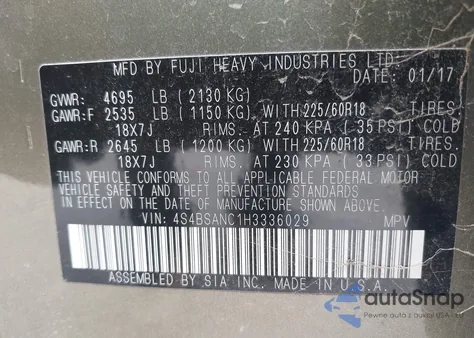 MFD BY FUJI HEAVY INDUSTRIES LTD.
DATE: 01/17
GVWR: 4695 LB (2130 KG)
GAWR:F 2535 LB (1150 KG) WITH 225/60R18 TIRES
18X7J RIMS. AT 240 KPA (35 PSI) COLD
GAWR:R 2645 LB (1200 KG) WITH 225/60R18 TIRES
18X7J RIMS. AT 230 KPA (33 PSI) COLD
THIS VEHICLE CONFORMS TO ALL APPLICABLE FEDERAL MOTOR
VEHICLE SAFETY AND THEFT PREVENTION STANDARDS IN
EFFECT ON THE DATE OF MANUFACTURE SHOWN ABOVE.
VIN: 4S4BSANC1H3336029 MPV
ASSEMBLED BY SIA INC. MADE IN U.S.A.
autoSnap
Pewne auta z aukcji w USA